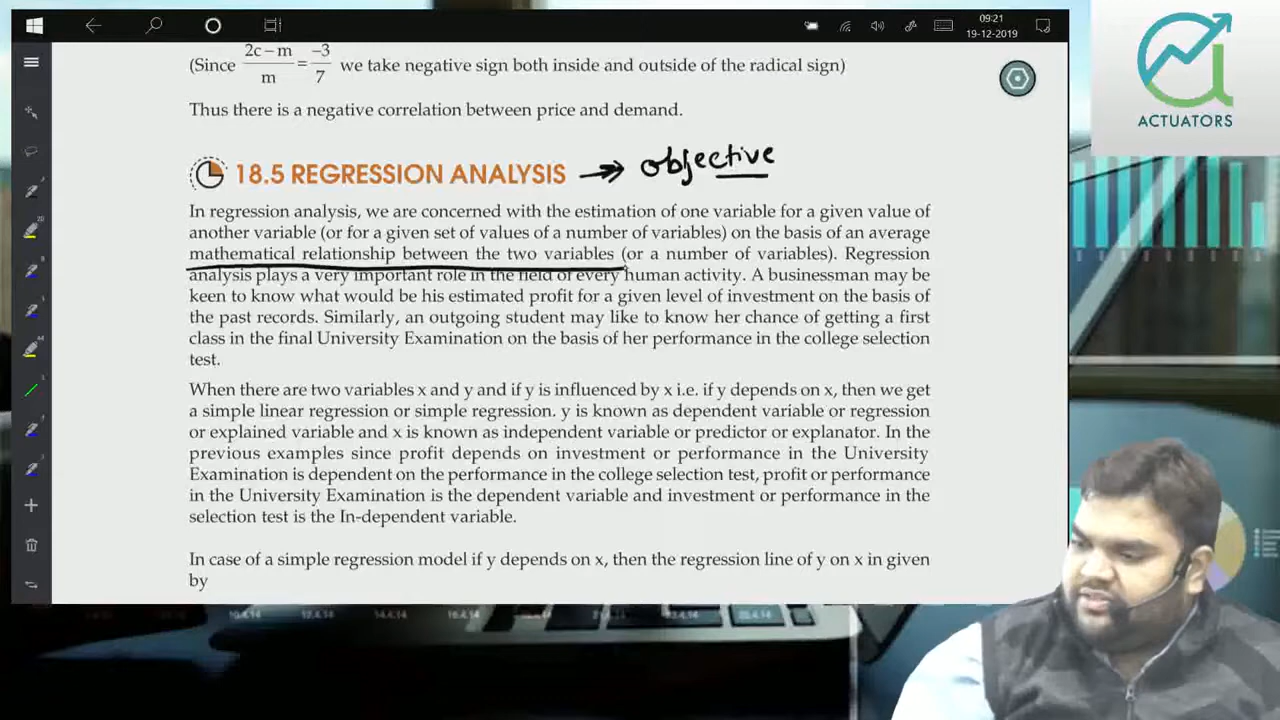 09:21
19-12-2019
ACTUATORS
(Since 2c – m / m = –3 / 7 we take negative sign both inside and outside of the radical sign)
Thus there is a negative correlation between price and demand.
18.5 REGRESSION ANALYSIS → objective
In regression analysis, we are concerned with the estimation of one variable for a given value of
another variable (or for a given set of values of a number of variables) on the basis of an average
mathematical relationship between the two variables (or a number of variables). Regression
analysis plays a very important role in the field of every human activity. A businessman may be
keen to know what would be his estimated profit for a given level of investment on the basis of
the past records. Similarly, an outgoing student may like to know her chance of getting a first
class in the final University Examination on the basis of her performance in the college selection
test.
When there are two variables x and y and if y is influenced by x i.e. if y depends on x, then we get
a simple linear regression or simple regression. y is known as dependent variable or regression
or explained variable and x is known as independent variable or predictor or explanator. In the
previous examples since profit depends on investment or performance in the University
Examination is dependent on the performance in the college selection test, profit or performance
in the University Examination is the dependent variable and investment or performance in the
selection test is the In-dependent variable.
In case of a simple regression model if y depends on x, then the regression line of y on x in given
by
10.4.14 12.4.14 14.4.14 16.4.14